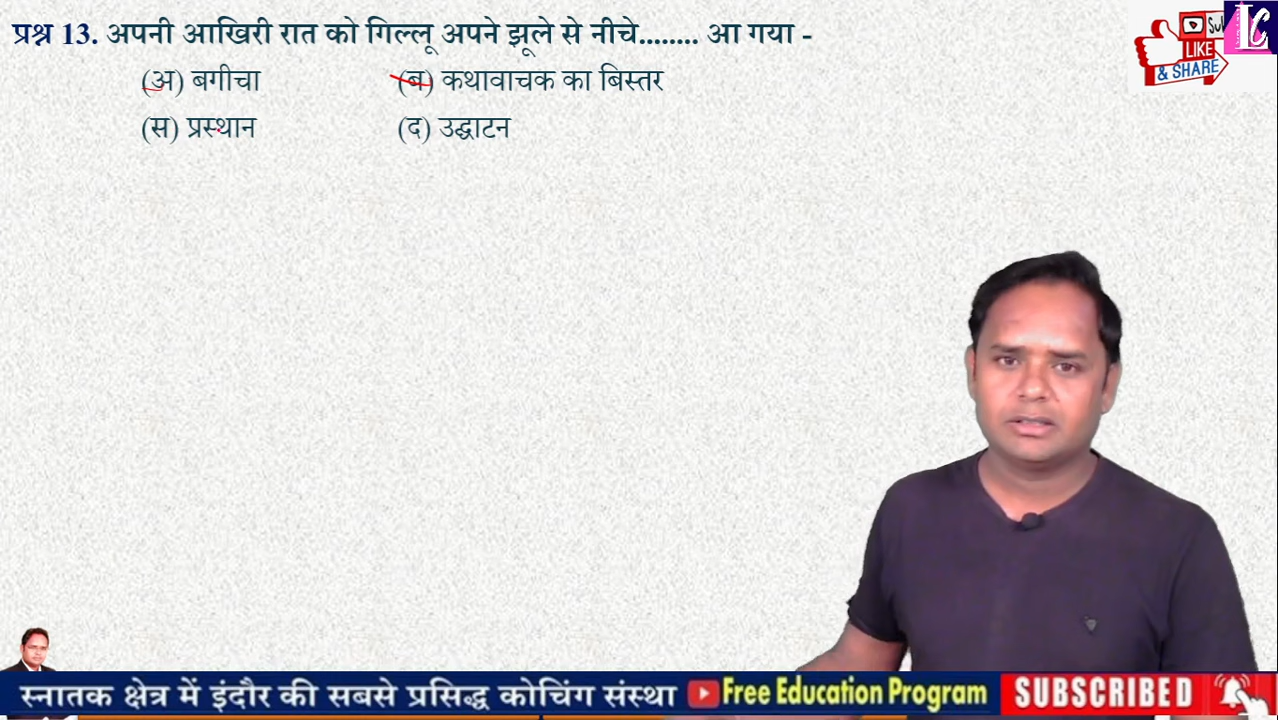 प्रश्न 13. अपनी आखिरी रात को गिल्लू अपने झूले से नीचे........ आ गया -
(अ) बगीचा (ब) कथावाचक का बिस्तर
(स) प्रस्थान (द) उद्घाटन
LIKE
& SHARE
LC
स्नातक क्षेत्र में इंदौर की सबसे प्रसिद्ध कोचिंग संस्था Free Education Program SUBSCRIBED